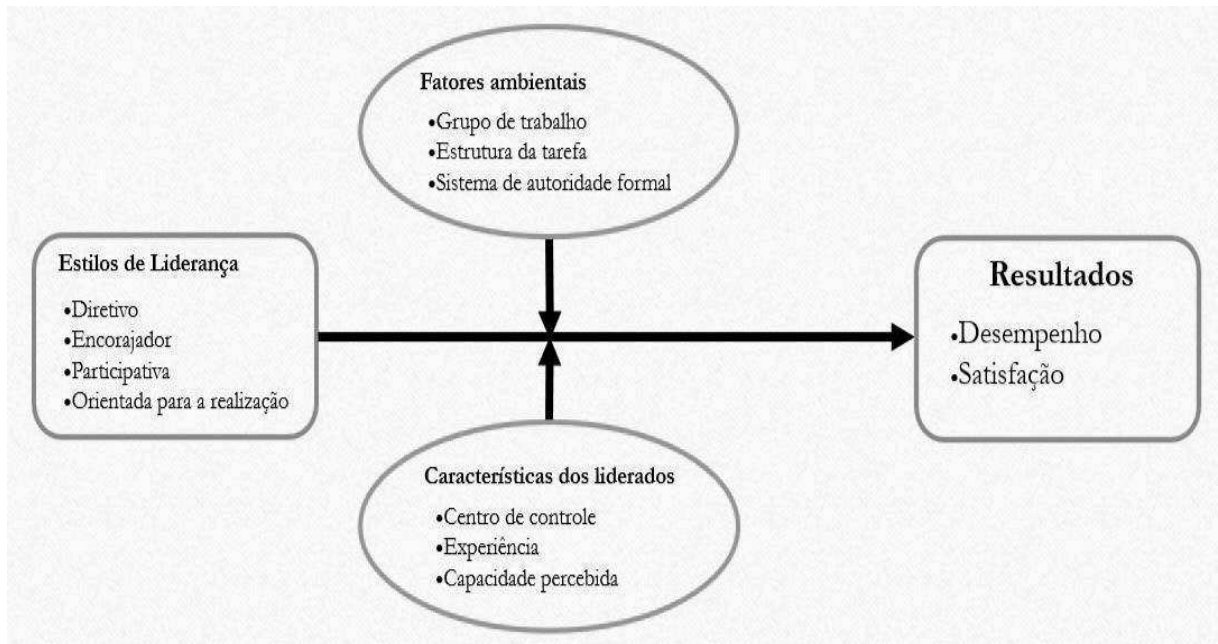 Fatores ambientais
•Grupo de trabalho
•Estrutura da tarefa
•Sistema de autoridade formal
Estilos de Liderança
•Diretivo
•Encorajador
•Participativa
•Orientada para a realização
Resultados
•Desempenho
•Satisfação
Características dos liderados
•Centro de controle
•Experiência
•Capacidade percebida